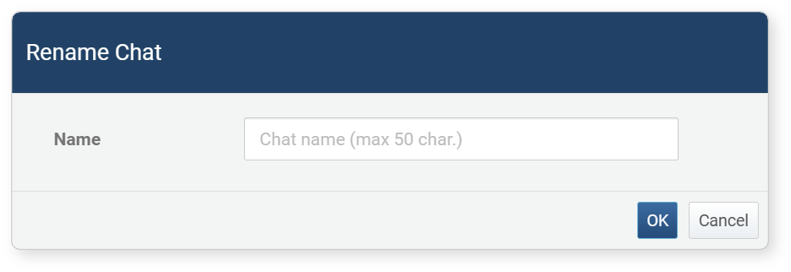 Rename Chat
Name
Chat name (max 50 char.)
OK
Cancel